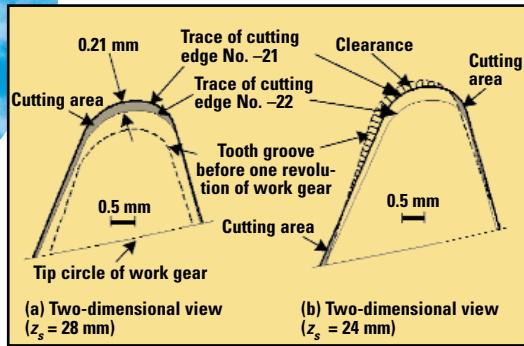 0.21 mm
Trace of cutting
edge No. –21
Cutting area
Trace of cutting
edge No. –22
Tooth groove
before one revolu-
tion of work gear
0.5 mm
Tip circle of work gear
(a) Two-dimensional view
(zs = 28 mm)
Clearance
Cutting
area
0.5 mm
Cutting area
(b) Two-dimensional view
(zs = 24 mm)